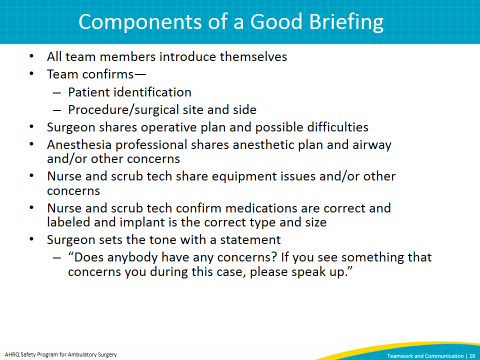 Components of a Good Briefing
• All team members introduce themselves
• Team confirms—
– Patient identification
– Procedure/surgical site and side
• Surgeon shares operative plan and possible difficulties
• Anesthesia professional shares anesthetic plan and airway
and/or other concerns
• Nurse and scrub tech share equipment issues and/or other
concerns
• Nurse and scrub tech confirm medications are correct and
labeled and implant is the correct type and size
• Surgeon sets the tone with a statement
– “Does anybody have any concerns? If you see something that
concerns you during this case, please speak up.”
AHRQ Safety Program for Ambulatory Surgery
Teamwork and Communication | 16